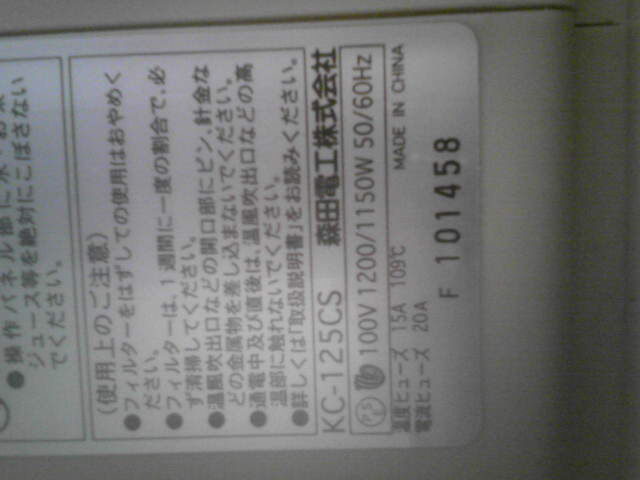 ●操作パネル部に水・お茶
ジュース等を絶対にこぼさない
でください。
(使用上のご注意)
●フィルターをはずしての使用はおやめく
ださい。
●フィルターは、1週間に一度の割合で、必
ず清掃してください。
●温風吹出口などの開口部にピン、針金な
どの金属物を差し込まないでください。
●通電中及び直後は、温風吹出口などの高
温部に触れないでください。
●詳しくは「取扱説明書」をお読みください。
KC-125CS 森田電工株式会社
PS 100V 1200/1150W 50/60Hz
温度ヒューズ 15A 109℃ MADE IN CHINA
電流ヒューズ 20A
F 101458